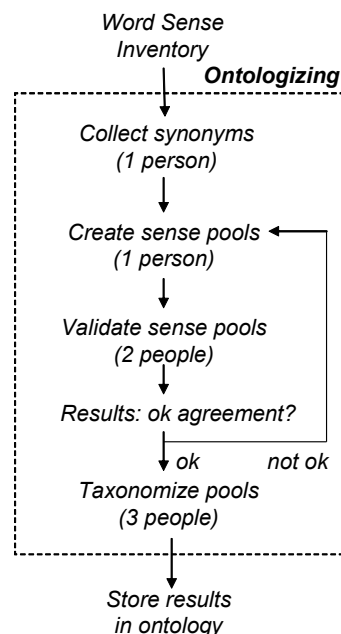 Word Sense
Inventory
Ontologizing
Collect synonyms
(1 person)
Create sense pools
(1 person)
Validate sense pools
(2 people)
Results: ok agreement?
ok not ok
Taxonomize pools
(3 people)
Store results
in ontology